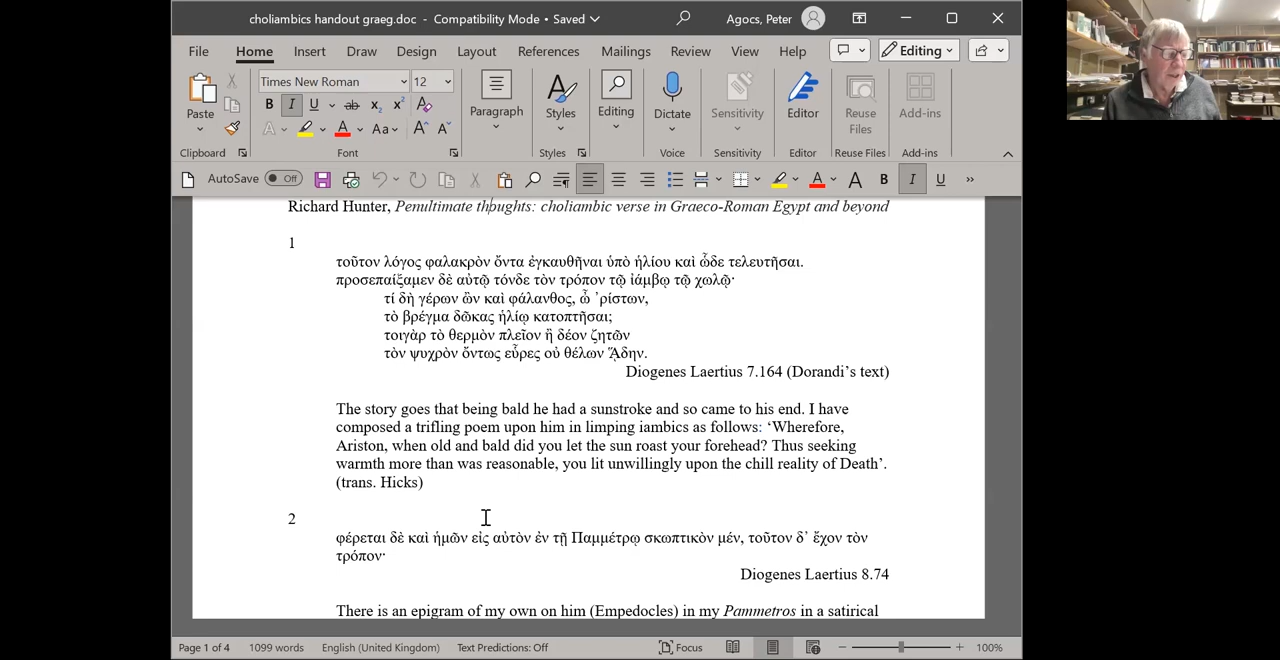 choliambics handout graeg.doc - Compatibility Mode • Saved
Agocs, Peter
File Home Insert Draw Design Layout References Mailings Review View Help Editing
Times New Roman 12
Paste
Paragraph
Styles
Editing
Dictate
Sensitivity
Editor
Reuse Files
Add-ins
Clipboard Font Styles Voice Sensitivity Editor Reuse Files Add-ins
AutoSave Off
Richard Hunter, Penultimate thoughts: choliambic verse in Graeco-Roman Egypt and beyond
1
τοῦτον λόγος φαλακρὸν ὄντα ἐγκαυθῆναι ὑπὸ ἡλίου καὶ ὧδε τελευτῆσαι.
προσεπαίξαμεν δὲ αὐτῷ τόνδε τὸν τρόπον τῷ ἰάμβῳ τῷ χωλῷ·
τί δὴ γέρων ὢν καὶ φάλανθος, ὦ ᾽ρίστων,
τὸ βρέγμα δῶκας ἡλίῳ κατοπτῆσαι;
τοιγὰρ τὸ θερμὸν πλεῖον ἢ δέον ζητῶν
τὸν ψυχρὸν ὄντως εὗρες οὐ θέλων Ἅιδην.
Diogenes Laertius 7.164 (Dorandi’s text)
The story goes that being bald he had a sunstroke and so came to his end. I have
composed a trifling poem upon him in limping iambics as follows: ‘Wherefore,
Ariston, when old and bald did you let the sun roast your forehead? Thus seeking
warmth more than was reasonable, you lit unwillingly upon the chill reality of Death’.
(trans. Hicks)
2
φέρεται δὲ καὶ ἡμῶν εἰς αὐτὸν ἐν τῇ Παμμέτρῳ σκωπτικὸν μέν, τοῦτον δ᾽ ἔχον τὸν
τρόπον·
Diogenes Laertius 8.74
There is an epigram of my own on him (Empedocles) in my Pammetros in a satirical
Page 1 of 4 1099 words English (United Kingdom) Text Predictions: Off Focus 100%